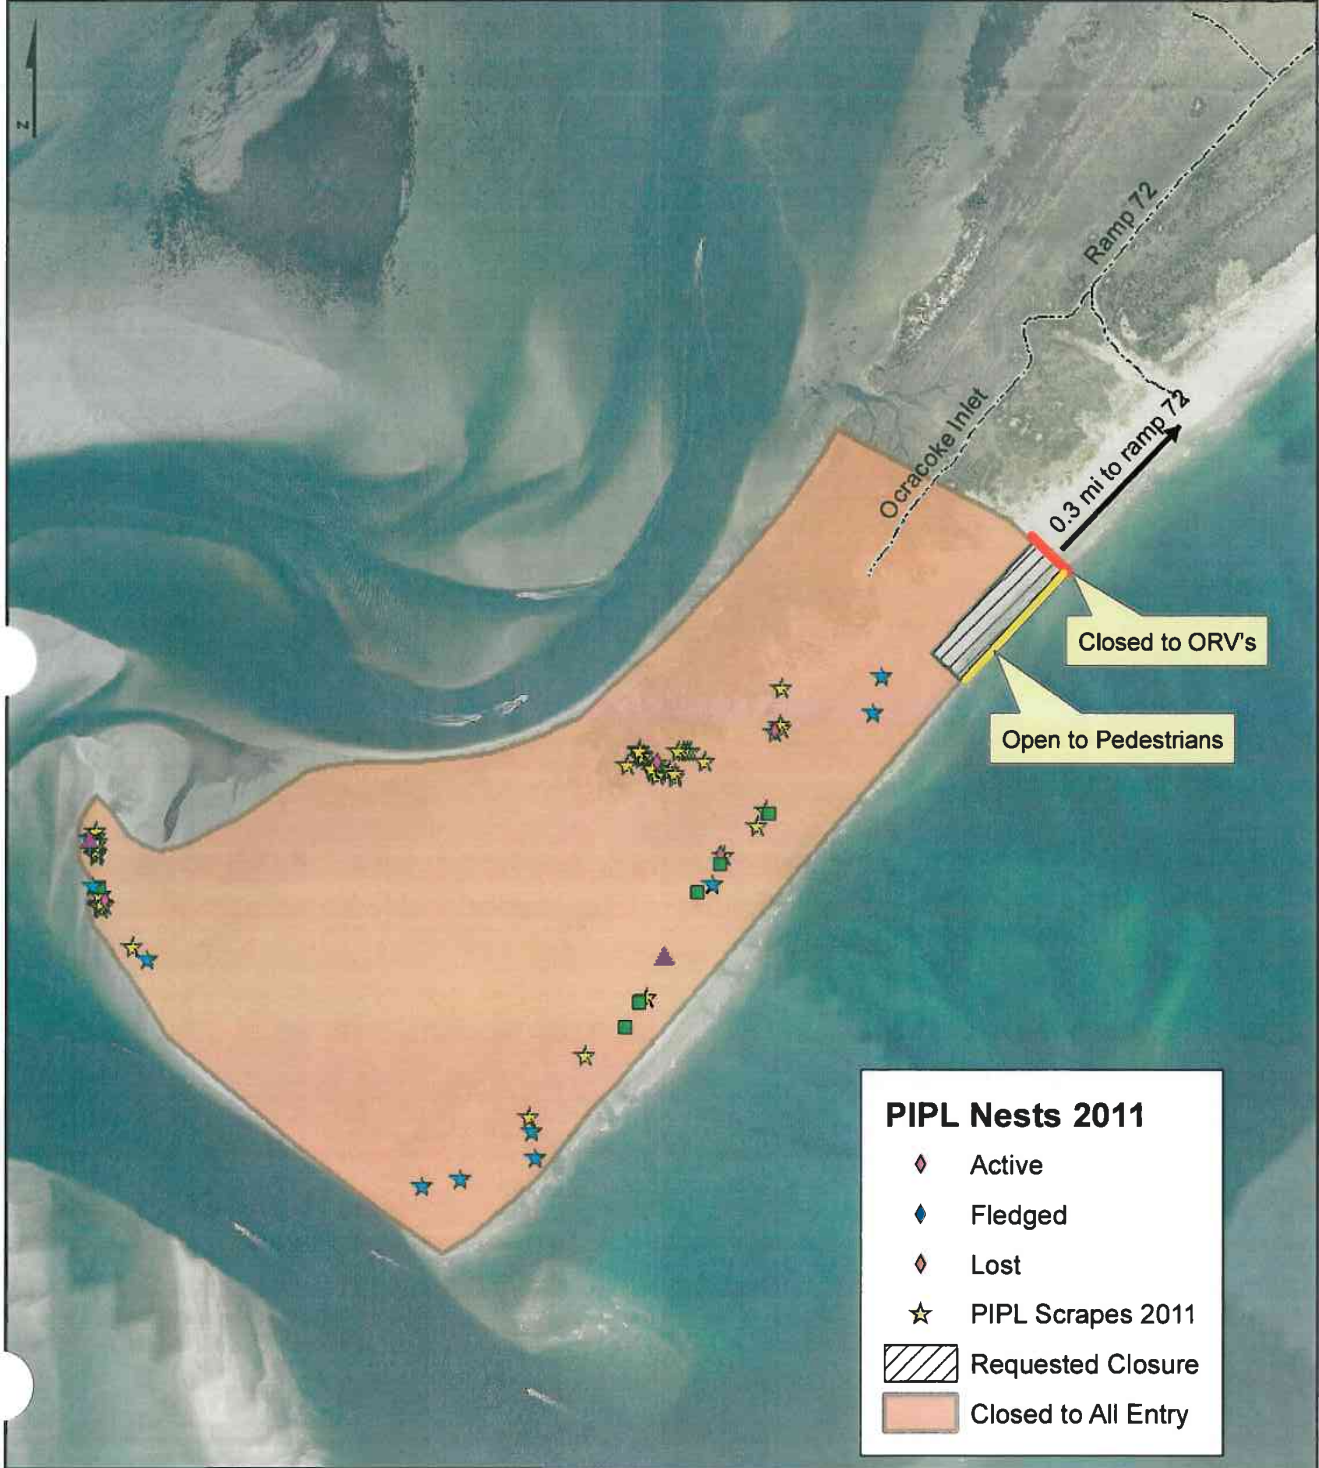 N
Ramp 72
Ocracoke Inlet
0.3 mi to ramp 72
Closed to ORV's
Open to Pedestrians
PIPL Nests 2011
Active
Fledged
Lost
PIPL Scrapes 2011
Requested Closure
Closed to All Entry